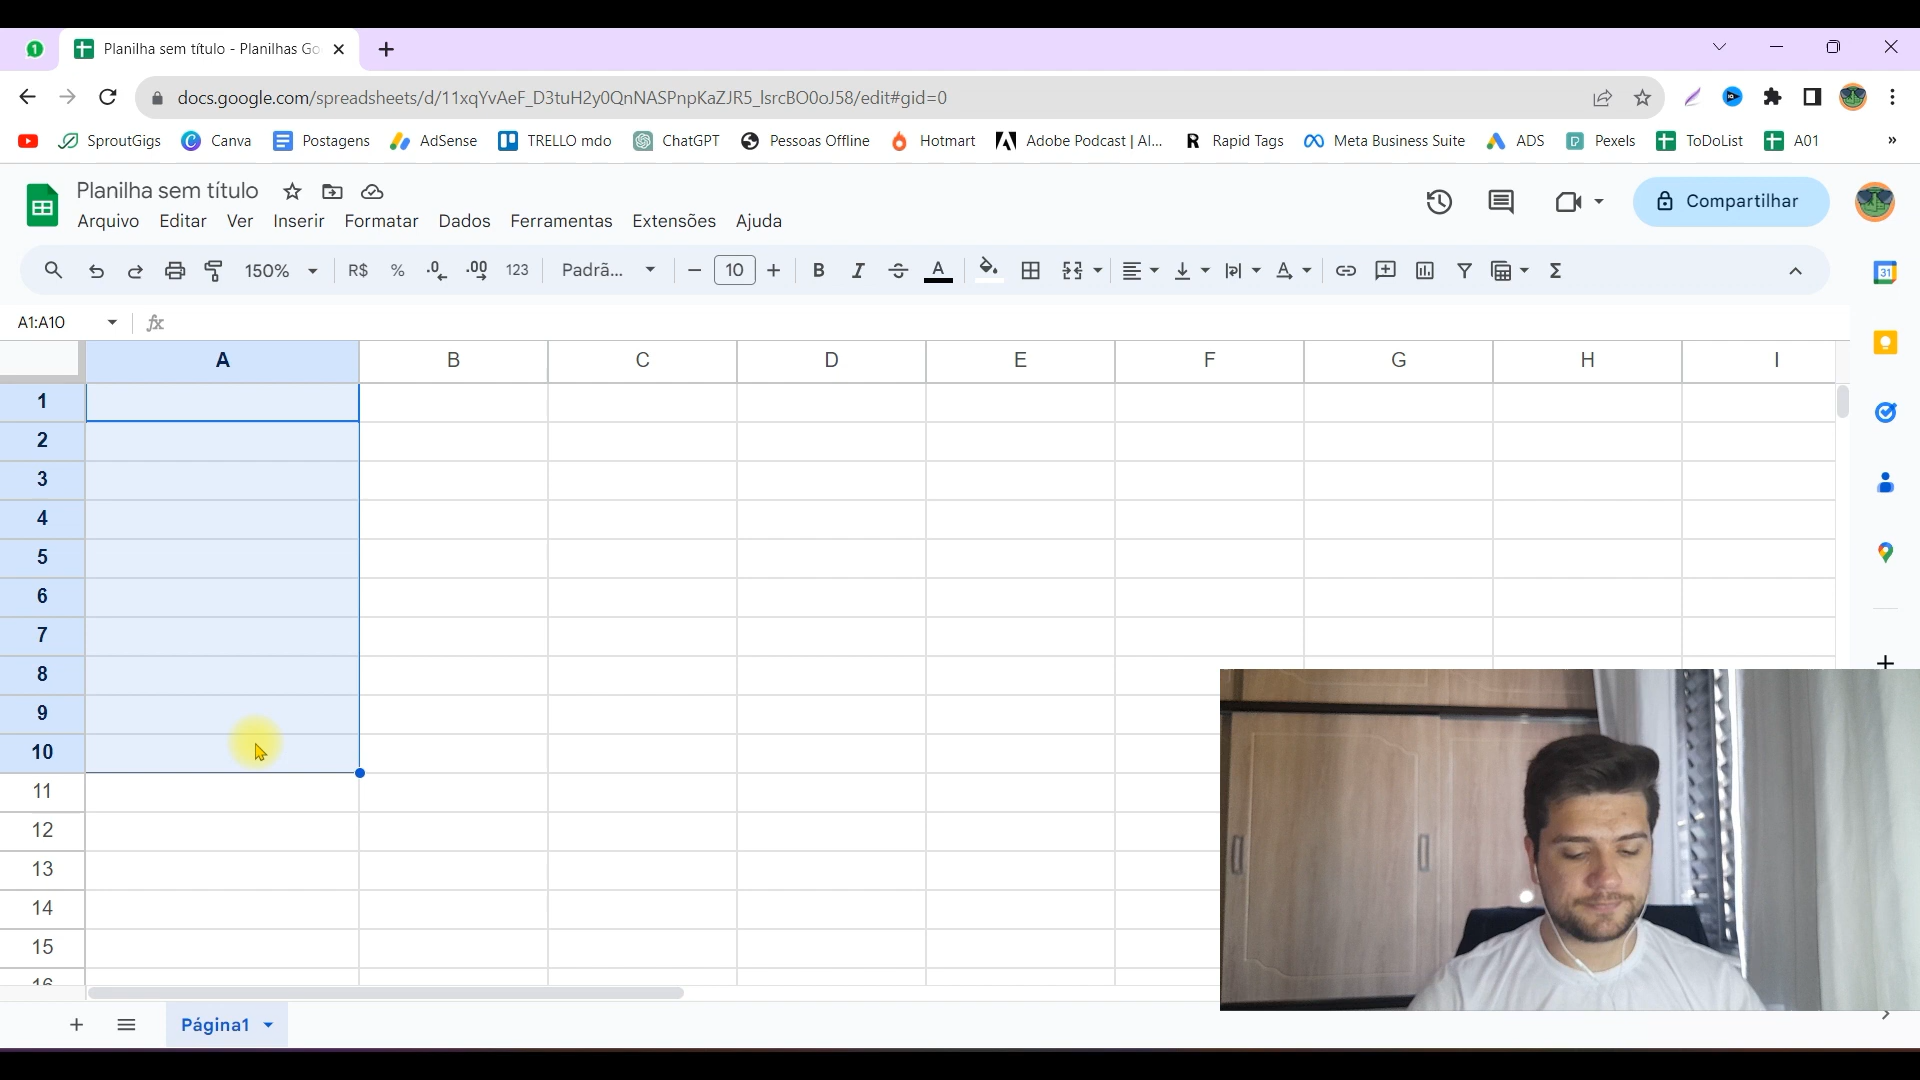 1
Planilha sem título - Planilhas Go
docs.google.com/spreadsheets/d/11xqYvAeF_D3tuH2y0QnNASPnpKaZJR5_lsrcBO0oJ58/edit#gid=0
SproutGigs
Canva
Postagens
AdSense
TRELLO mdo
ChatGPT
Pessoas Offline
Hotmart
Adobe Podcast | AI...
Rapid Tags
Meta Business Suite
ADS
Pexels
ToDoList
A01
»
Planilha sem título
Compartilhar
Arquivo Editar Ver Inserir Formatar Dados Ferramentas Extensões Ajuda
150% R$ % .0 .00 123 Padrã... 10 B I S A Σ
31
A1:A10 fx
A B C D E F G H I
1
2
3
4
5
6
7
8
9
10
11
12
13
14
15
16
Página1